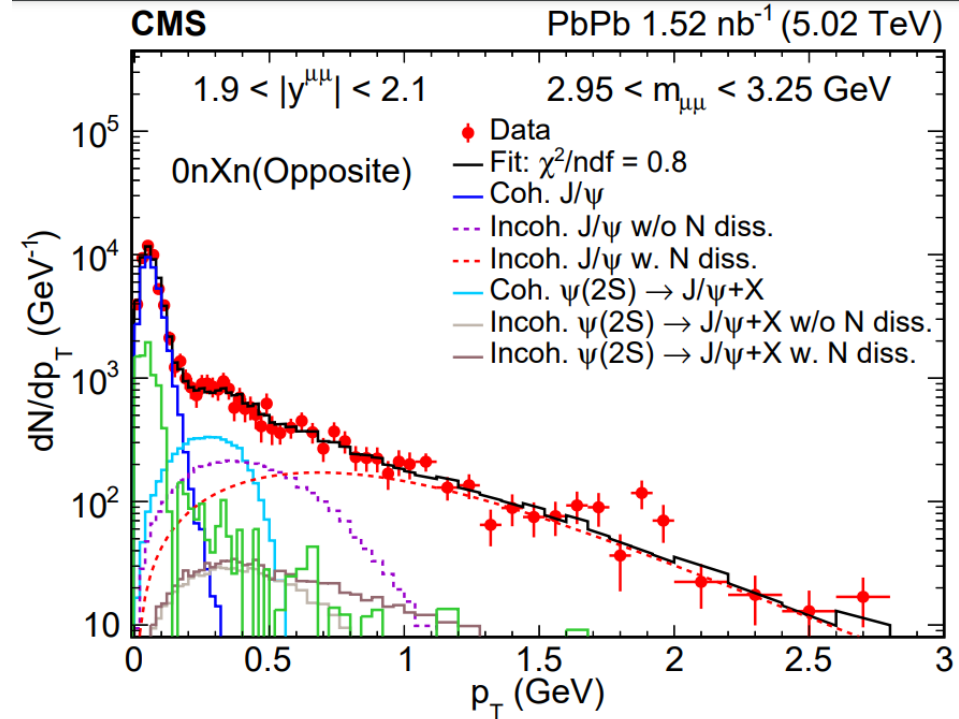 CMS PbPb 1.52 nb⁻¹ (5.02 TeV)
1.9 < |y^μμ| < 2.1 2.95 < m_μμ < 3.25 GeV
0nXn(Opposite)
Data
Fit: χ²/ndf = 0.8
Coh. J/ψ
Incoh. J/ψ w/o N diss.
Incoh. J/ψ w. N diss.
Coh. ψ(2S) → J/ψ+X
Incoh. ψ(2S) → J/ψ+X w/o N diss.
Incoh. ψ(2S) → J/ψ+X w. N diss.
dN/dp_T (GeV⁻¹)
10⁵
10⁴
10³
10²
10
0 0.5 1 1.5 2 2.5 3
p_T (GeV)